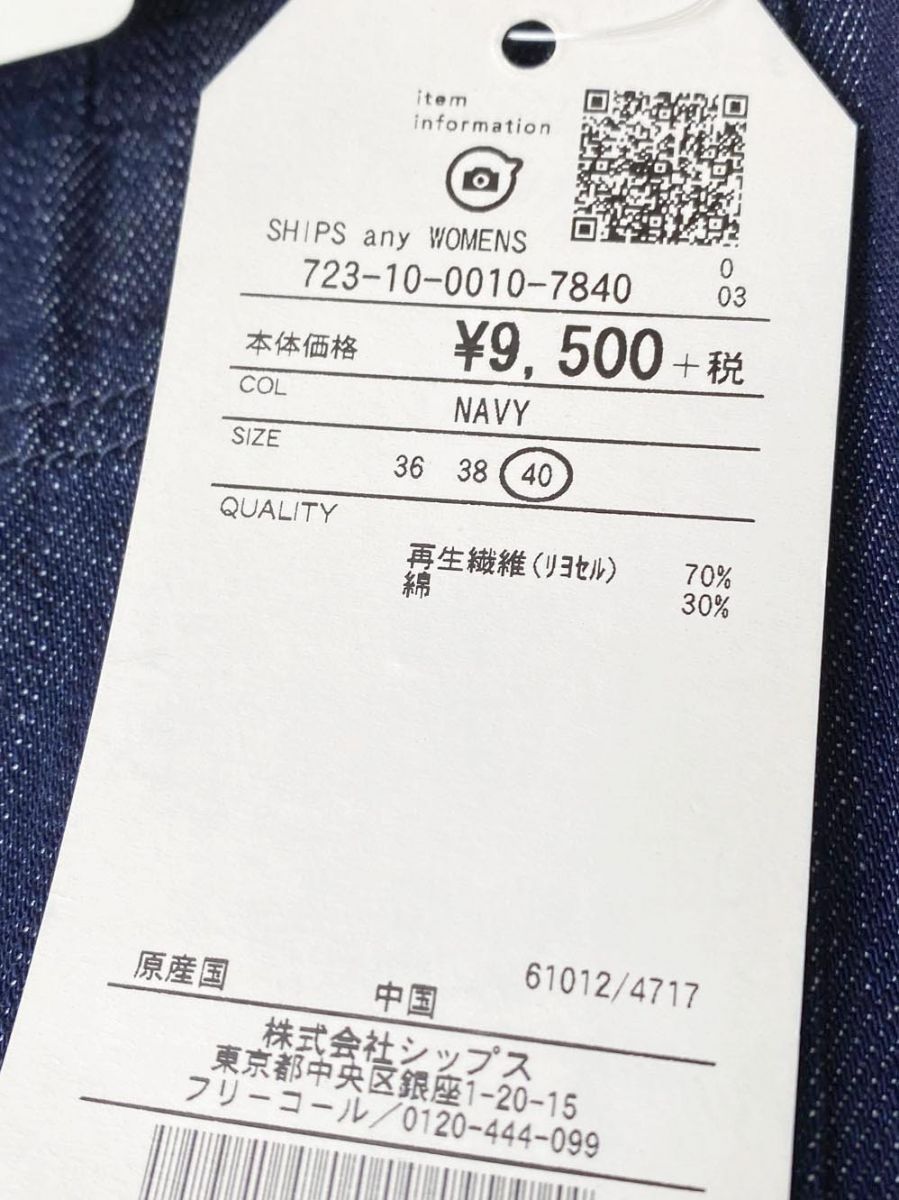 item
information
SHIPS any WOMENS
723-10-0010-7840
0
03
本体価格 ¥9,500+税
COL
NAVY
SIZE
36 38 40
QUALITY
再生繊維(リヨセル) 70%
綿 30%
原産国 中国 61012/4717
株式会社シップス
東京都中央区銀座1-20-15
フリーコール/0120-444-099